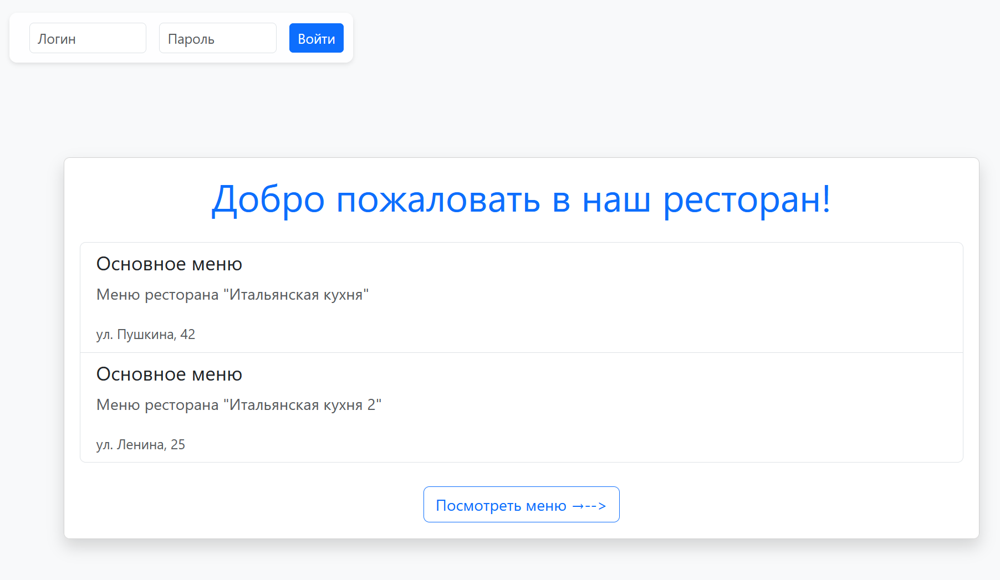 Логин
Пароль
Войти
Добро пожаловать в наш ресторан!
Основное меню
Меню ресторана "Итальянская кухня"
ул. Пушкина, 42
Основное меню
Меню ресторана "Итальянская кухня 2"
ул. Ленина, 25
Посмотреть меню →-->